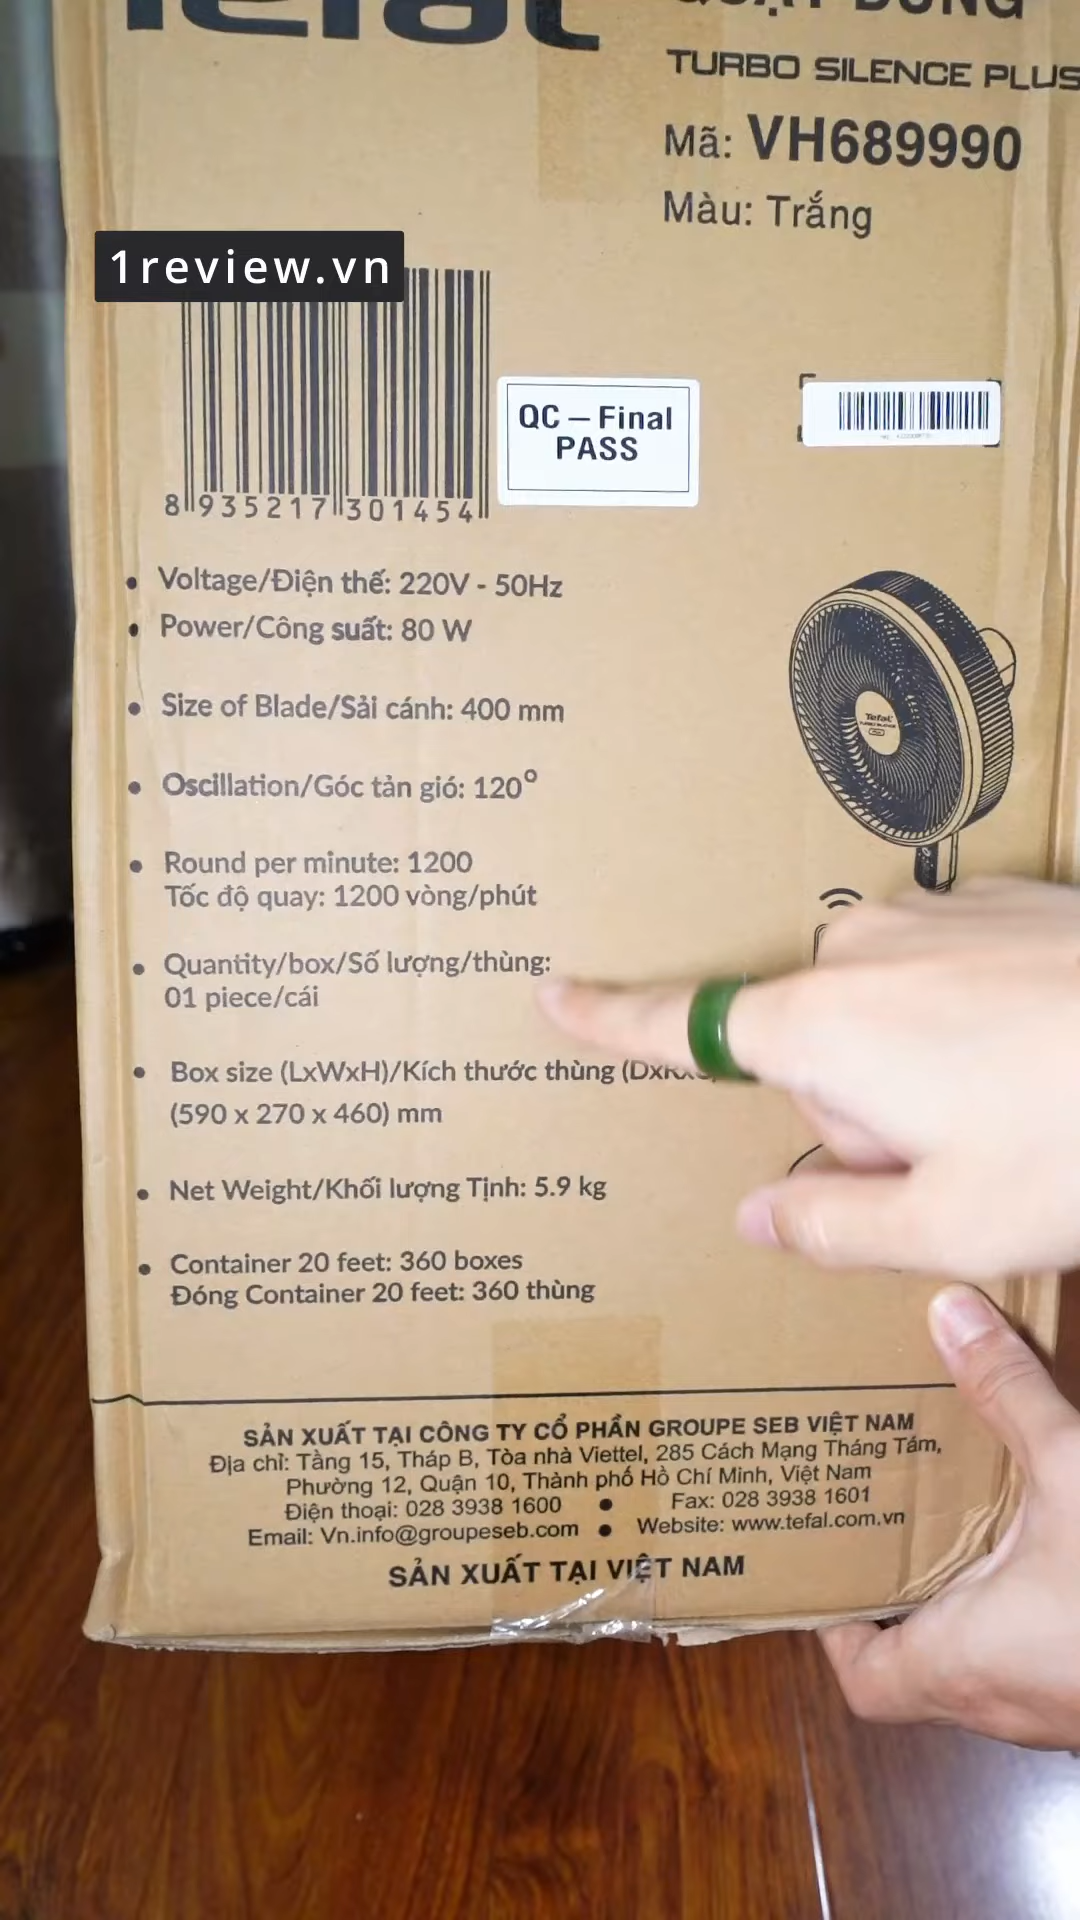 Tefal
QUẠT ĐỨNG
TURBO SILENCE PLUS
Mã: VH689990
Màu: Trắng
1review.vn
QC – Final
PASS
8 935217 301454
• Voltage/Điện thế: 220V - 50Hz
• Power/Công suất: 80 W
• Size of Blade/Sải cánh: 400 mm
• Oscillation/Góc tản gió: 120°
Tefal
TURBO SILENCE
• Round per minute: 1200
Tốc độ quay: 1200 vòng/phút
• Quantity/box/Số lượng/thùng:
01 piece/cái
• Box size (LxWxH)/Kích thước thùng
(590 x 270 x 460) mm
• Net Weight/Khối lượng Tịnh: 5.9 kg
• Container 20 feet: 360 boxes
Đóng Container 20 feet: 360 thùng
SẢN XUẤT TẠI CÔNG TY CỔ PHẦN GROUPE SEB VIỆT NAM
Địa chỉ: Tầng 15, Tháp B, Tòa nhà Viettel, 285 Cách Mạng Tháng Tám,
Phường 12, Quận 10, Thành phố Hồ Chí Minh, Việt Nam
Điện thoại: 028 3938 1600 • Fax: 028 3938 1601
Email: Vn.info@groupeseb.com • Website: www.tefal.com.vn
SẢN XUẤT TẠI VIỆT NAM